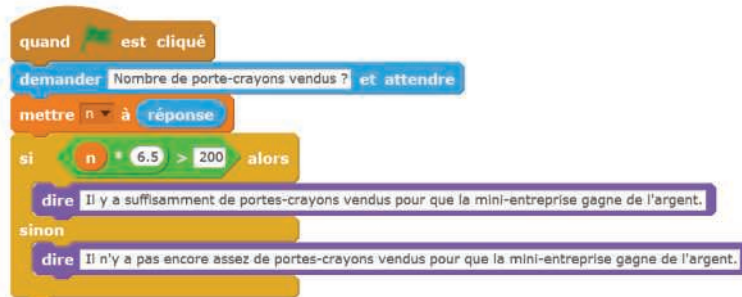 quand est cliqué
demander Nombre de porte-crayons vendus ? et attendre
mettre n à réponse
si n * 6.5 > 200 alors
dire Il y a suffisamment de portes-crayons vendus pour que la mini-entreprise gagne de l'argent.
sinon
dire Il n'y a pas encore assez de portes-crayons vendus pour que la mini-entreprise gagne de l'argent.